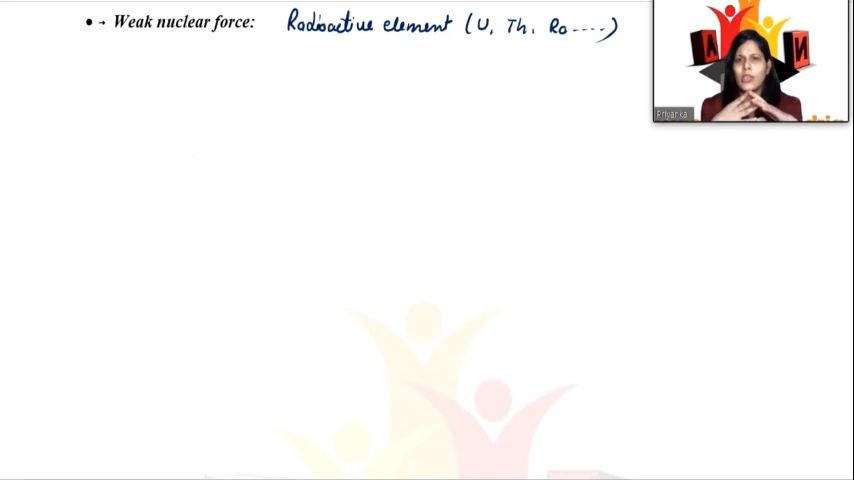 • → Weak nuclear force: Radioactive element (U, Th, Ra ----)
A N
Priyanka